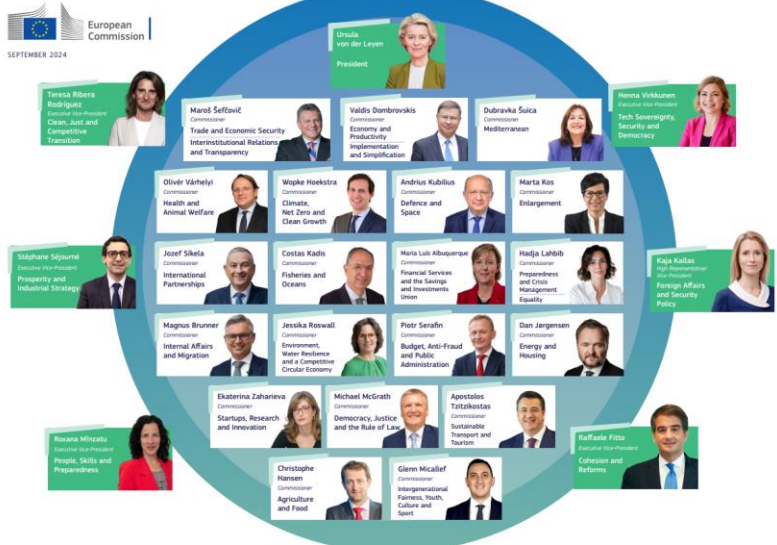 European
Commission
SEPTEMBER 2024
Ursula
von der Leyen
President
Teresa Ribera
Rodríguez
Executive Vice-President
Clean, Just and
Competitive
Transition
Maroš Šefčovič
Commissioner
Trade and Economic Security
Interinstitutional Relations
and Transparency
Valdis Dombrovskis
Commissioner
Economy and
Productivity
Implementation
and Simplification
Dubravka Šuica
Commissioner
Mediterranean
Henna Virkkunen
Executive Vice-President
Tech Sovereignty,
Security and
Democracy
Olivér Várhelyi
Commissioner
Health and
Animal Welfare
Wopke Hoekstra
Commissioner
Climate,
Net Zero and
Clean Growth
Andrius Kubilius
Commissioner
Defence and
Space
Marta Kos
Commissioner
Enlargement
Stéphane Séjourné
Executive Vice-President
Prosperity and
Industrial Strategy
Jozef Síkela
Commissioner
International
Partnerships
Costas Kadis
Commissioner
Fisheries and
Oceans
Maria Luís Albuquerque
Commissioner
Financial Services
and the Savings
and Investments
Union
Hadja Lahbib
Commissioner
Preparedness
and Crisis
Management
Equality
Kaja Kallas
High Representative
Vice-President
Foreign Affairs
and Security
Policy
Magnus Brunner
Commissioner
Internal Affairs
and Migration
Jessika Roswall
Commissioner
Environment,
Water Resilience
and a Competitive
Circular Economy
Piotr Serafin
Commissioner
Budget, Anti-Fraud
and Public
Administration
Dan Jørgensen
Commissioner
Energy and
Housing
Ekaterina Zaharieva
Commissioner
Startups, Research
and Innovation
Michael McGrath
Commissioner
Democracy, Justice
and the Rule of Law
Apostolos
Tzitzikostas
Commissioner
Sustainable
Transport and
Tourism
Roxana Mînzatu
Executive Vice-President
People, Skills and
Preparedness
Raffaele Fitto
Executive Vice-President
Cohesion and
Reforms
Christophe
Hansen
Commissioner
Agriculture
and Food
Glenn Micallef
Commissioner
Intergenerational
Fairness, Youth,
Culture and
Sport